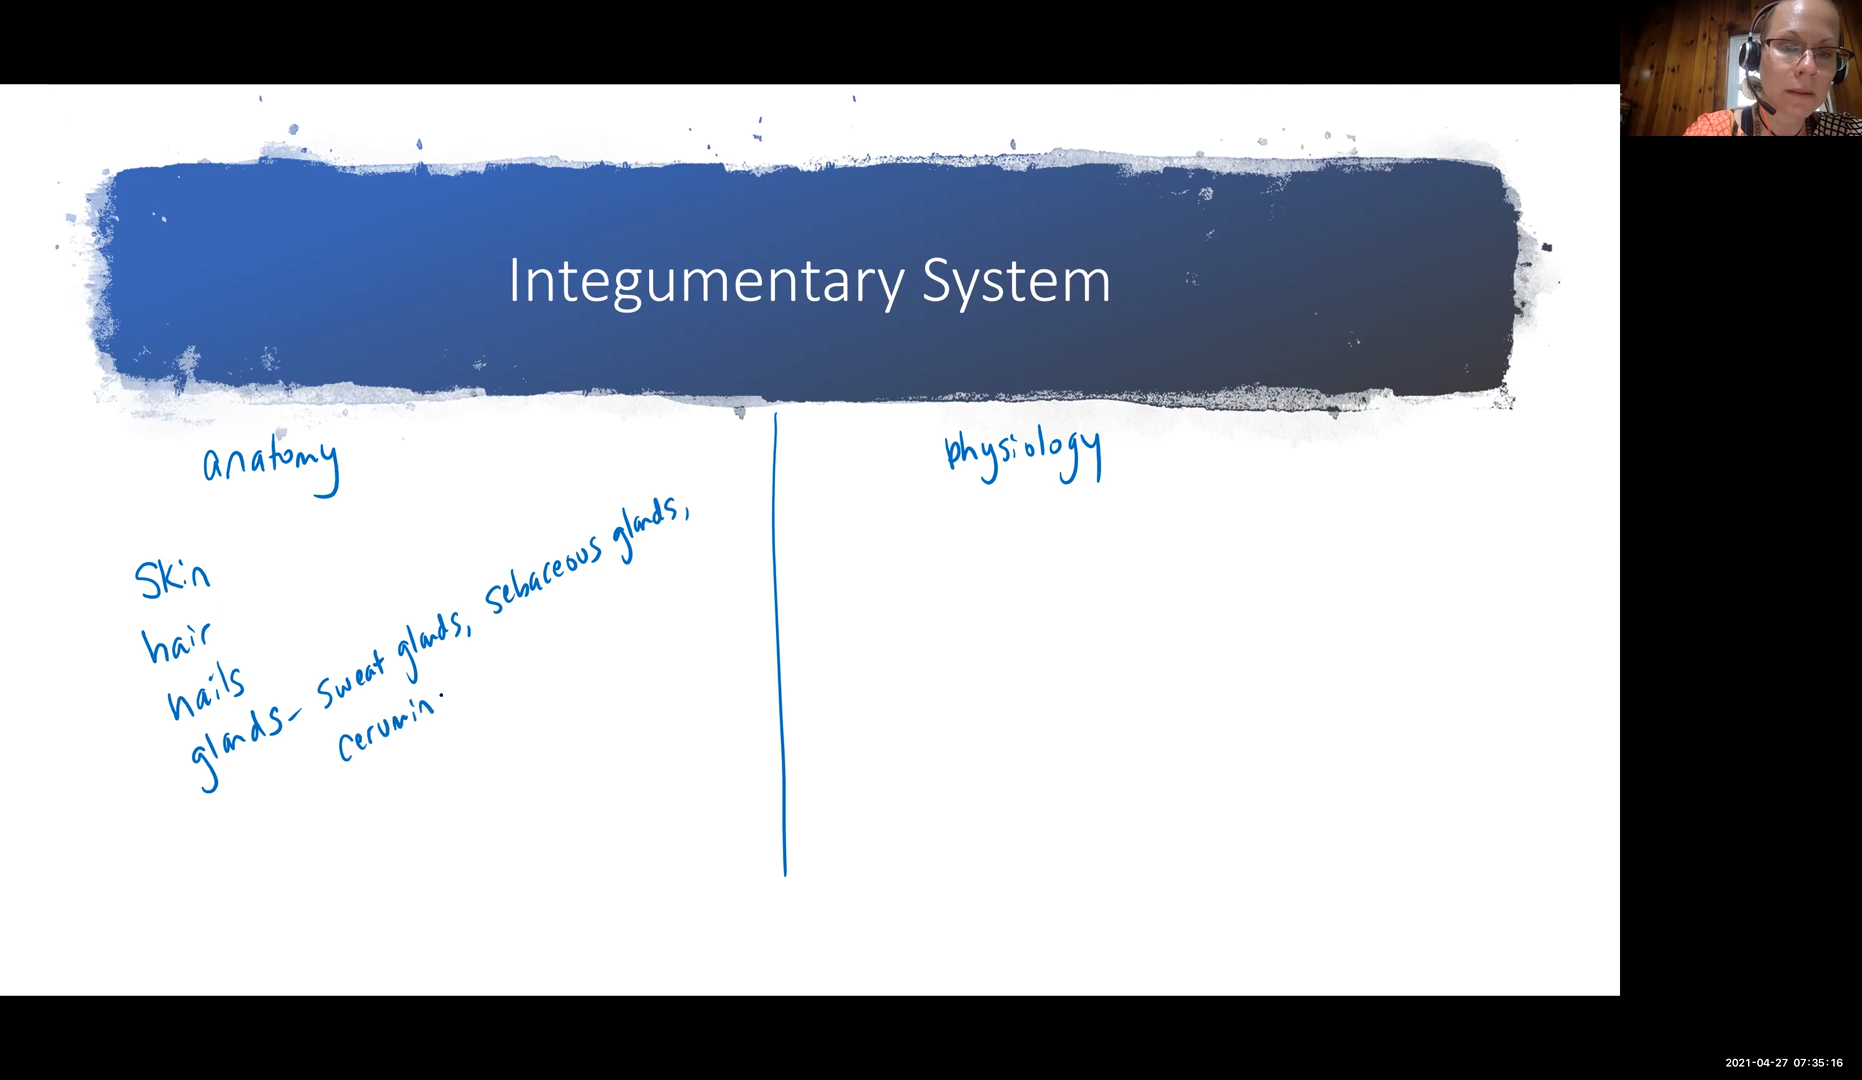 Integumentary System
anatomy
physiology
Skin
hair
nails
glands - sweat glands, sebaceous glands,
cerumin
2021-04-27 07:35:16